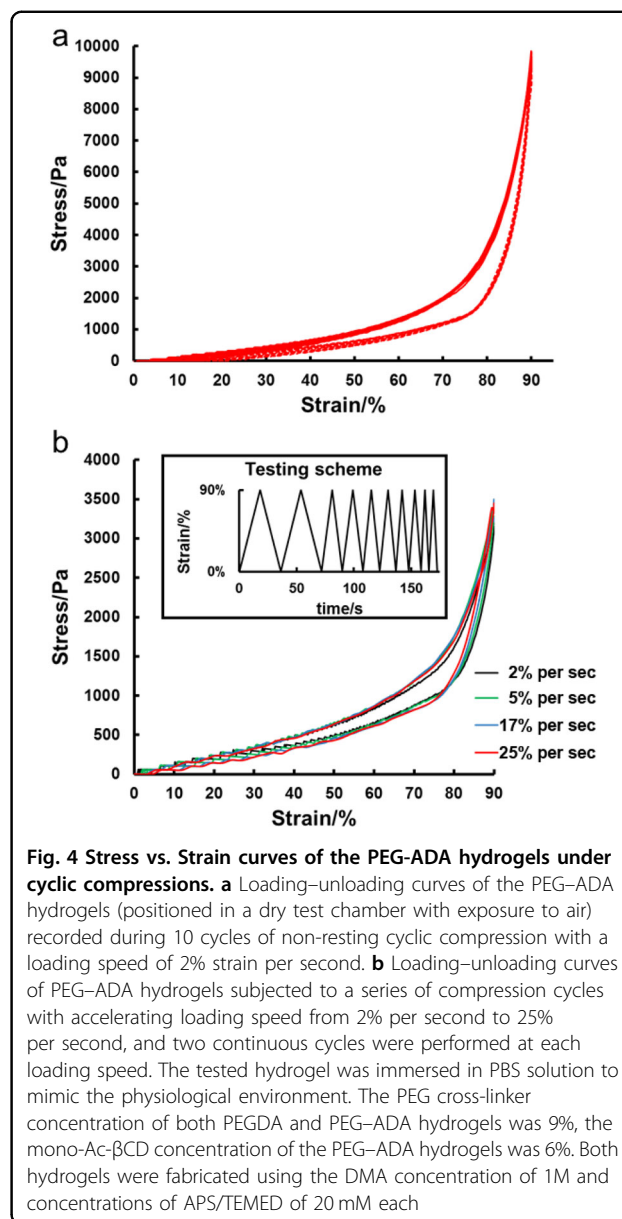 a
10000
9000
8000
7000
6000
5000
4000
3000
2000
1000
0
Stress/Pa
0 10 20 30 40 50 60 70 80 90
Strain/%
b
4000
3500
3000
2500
2000
1500
1000
500
0
Stress/Pa
Testing scheme
90%
0%
Strain/%
0 50 100 150
time/s
2% per sec
5% per sec
17% per sec
25% per sec
0 10 20 30 40 50 60 70 80 90
Strain/%
Fig. 4 Stress vs. Strain curves of the PEG-ADA hydrogels under
cyclic compressions. a Loading–unloading curves of the PEG–ADA
hydrogels (positioned in a dry test chamber with exposure to air)
recorded during 10 cycles of non-resting cyclic compression with a
loading speed of 2% strain per second. b Loading–unloading curves
of PEG–ADA hydrogels subjected to a series of compression cycles
with accelerating loading speed from 2% per second to 25%
per second, and two continuous cycles were performed at each
loading speed. The tested hydrogel was immersed in PBS solution to
mimic the physiological environment. The PEG cross-linker
concentration of both PEGDA and PEG–ADA hydrogels was 9%, the
mono-Ac-βCD concentration of the PEG–ADA hydrogels was 6%. Both
hydrogels were fabricated using the DMA concentration of 1M and
concentrations of APS/TEMED of 20 mM each